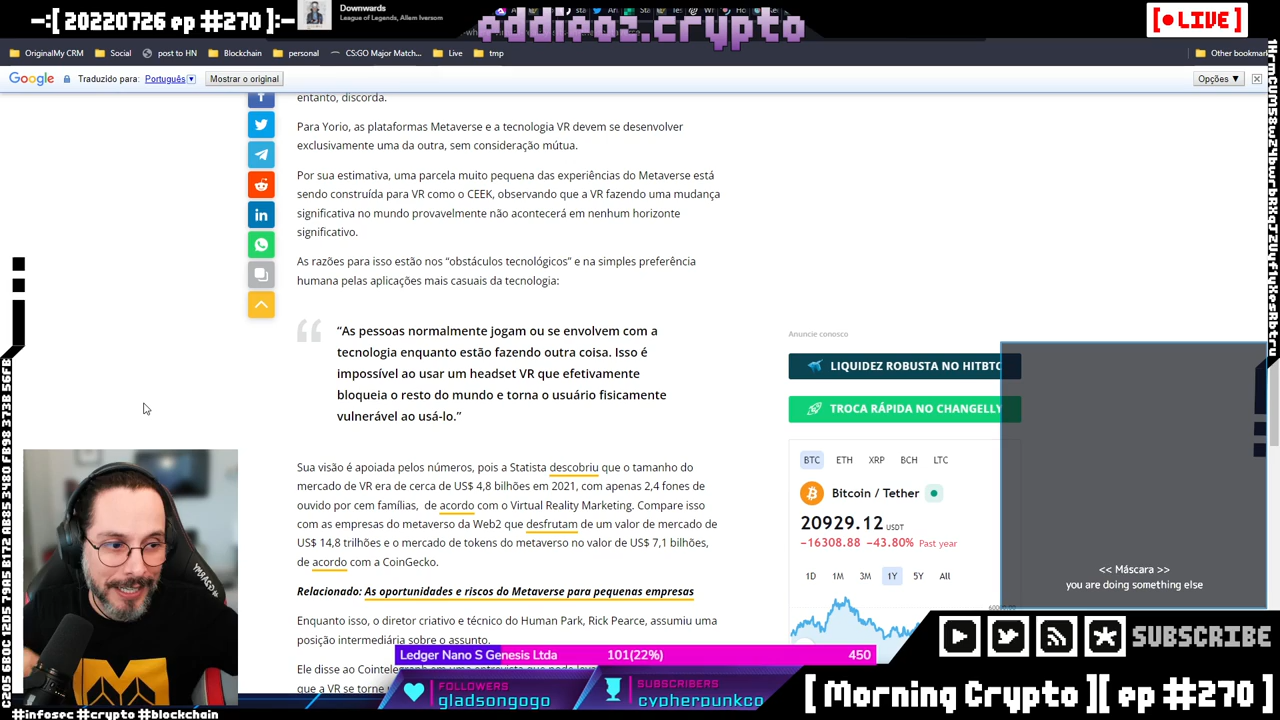 -:[ 20220726 ep #270 ]:-
Downwards
League of Legends, Allem Iversom
eddieoz.crypto
[● LIVE ]
OriginalMy CRM
Social
post to HN
Blockchain
personal
CS:GO Major Match...
Live
tmp
Other bookmar
Google
Traduzido para:
Português
Mostrar o original
Opções ▼
entanto, discorda.
Para Yorio, as plataformas Metaverse e a tecnologia VR devem se desenvolver
exclusivamente uma da outra, sem consideração mútua.
Por sua estimativa, uma parcela muito pequena das experiências do Metaverse está
sendo construída para VR como o CEEK, observando que a VR fazendo uma mudança
significativa no mundo provavelmente não acontecerá em nenhum horizonte
significativo.
As razões para isso estão nos “obstáculos tecnológicos” e na simples preferência
humana pelas aplicações mais casuais da tecnologia:
“As pessoas normalmente jogam ou se envolvem com a
tecnologia enquanto estão fazendo outra coisa. Isso é
impossível ao usar um headset VR que efetivamente
bloqueia o resto do mundo e torna o usuário fisicamente
vulnerável ao usá-lo.”
Sua visão é apoiada pelos números, pois a Statista descobriu que o tamanho do
mercado de VR era de cerca de US$ 4,8 bilhões em 2021, com apenas 2,4 fones de
ouvido por cem famílias, de acordo com o Virtual Reality Marketing. Compare isso
com as empresas do metaverso da Web2 que desfrutam de um valor de mercado de
US$ 14,8 trilhões e o mercado de tokens do metaverso no valor de US$ 7,1 bilhões,
de acordo com a CoinGecko.
Relacionado: As oportunidades e riscos do Metaverse para pequenas empresas
Enquanto isso, o diretor criativo e técnico do Human Park, Rick Pearce, assumiu uma
posição intermediária sobre o assunto.
Ele disse ao Cointelegraph em uma entrevista que pode
que a VR se torne
Anuncie conosco
LIQUIDEZ ROBUSTA NO HITBTC
TROCA RÁPIDA NO CHANGELLY
BTC ETH XRP BCH LTC
Bitcoin / Tether
20929.12 USDT
−16308.88 −43.80% Past year
1D 1M 3M 1Y 5Y All
<< Máscara >>
you are doing something else
Ledger Nano S Genesis Ltda 101(22%) 450
FOLLOWERS
gladsongogo
SUBSCRIBERS
cypherpunkco
SUBSCRIBE
[ Morning Crypto ][ ep #270 ]
#infosec #crypto #blockchain